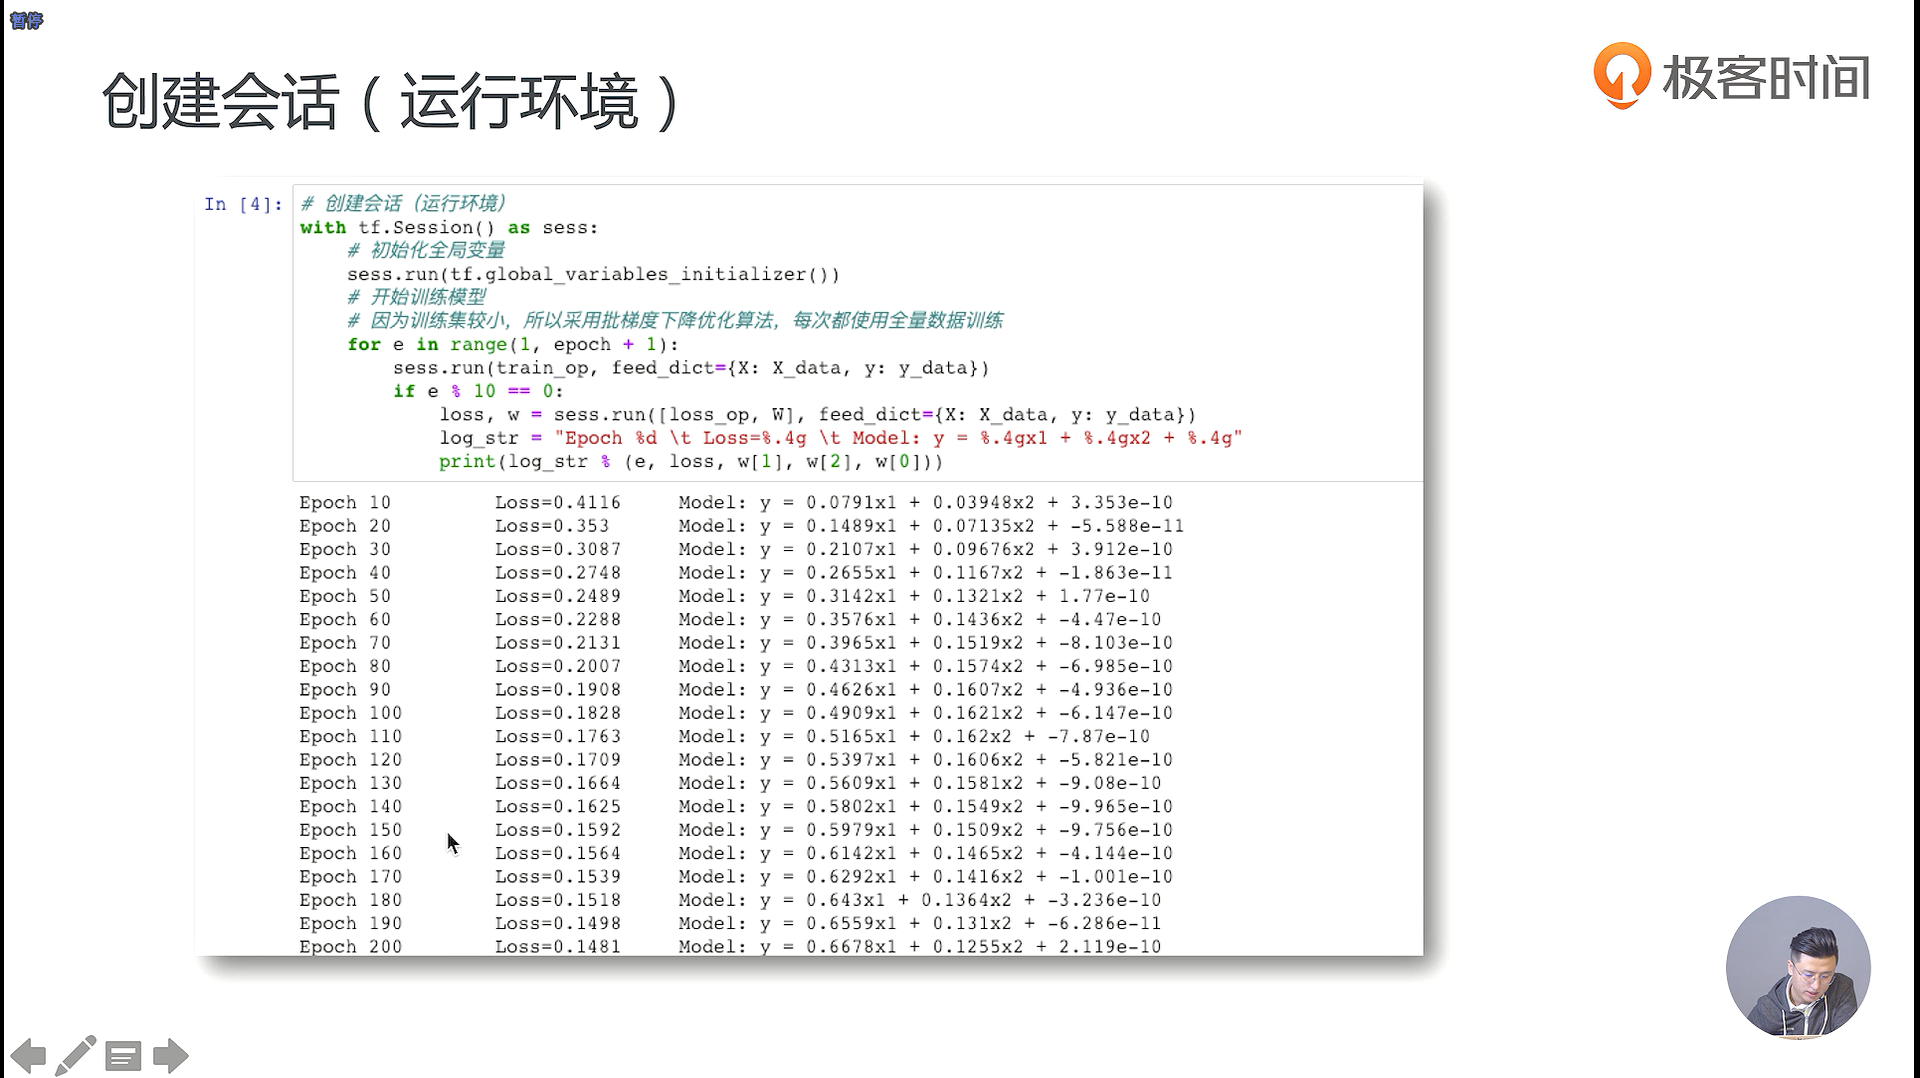 暂停
创建会话（运行环境）
极客时间
In [4]:
# 创建会话（运行环境）
with tf.Session() as sess:
    # 初始化全局变量
    sess.run(tf.global_variables_initializer())
    # 开始训练模型
    # 因为训练集较小，所以采用批梯度下降优化算法，每次都使用全量数据训练
    for e in range(1, epoch + 1):
        sess.run(train_op, feed_dict={X: X_data, y: y_data})
        if e % 10 == 0:
            loss, w = sess.run([loss_op, W], feed_dict={X: X_data, y: y_data})
            log_str = "Epoch %d \t Loss=%.4g \t Model: y = %.4gx1 + %.4gx2 + %.4g"
            print(log_str % (e, loss, w[1], w[2], w[0]))
Epoch 10 Loss=0.4116 Model: y = 0.0791x1 + 0.03948x2 + 3.353e-10
Epoch 20 Loss=0.353 Model: y = 0.1489x1 + 0.07135x2 + -5.588e-11
Epoch 30 Loss=0.3087 Model: y = 0.2107x1 + 0.09676x2 + 3.912e-10
Epoch 40 Loss=0.2748 Model: y = 0.2655x1 + 0.1167x2 + -1.863e-11
Epoch 50 Loss=0.2489 Model: y = 0.3142x1 + 0.1321x2 + 1.77e-10
Epoch 60 Loss=0.2288 Model: y = 0.3576x1 + 0.1436x2 + -4.47e-10
Epoch 70 Loss=0.2131 Model: y = 0.3965x1 + 0.1519x2 + -8.103e-10
Epoch 80 Loss=0.2007 Model: y = 0.4313x1 + 0.1574x2 + -6.985e-10
Epoch 90 Loss=0.1908 Model: y = 0.4626x1 + 0.1607x2 + -4.936e-10
Epoch 100 Loss=0.1828 Model: y = 0.4909x1 + 0.1621x2 + -6.147e-10
Epoch 110 Loss=0.1763 Model: y = 0.5165x1 + 0.162x2 + -7.87e-10
Epoch 120 Loss=0.1709 Model: y = 0.5397x1 + 0.1606x2 + -5.821e-10
Epoch 130 Loss=0.1664 Model: y = 0.5609x1 + 0.1581x2 + -9.08e-10
Epoch 140 Loss=0.1625 Model: y = 0.5802x1 + 0.1549x2 + -9.965e-10
Epoch 150 Loss=0.1592 Model: y = 0.5979x1 + 0.1509x2 + -9.756e-10
Epoch 160 Loss=0.1564 Model: y = 0.6142x1 + 0.1465x2 + -4.144e-10
Epoch 170 Loss=0.1539 Model: y = 0.6292x1 + 0.1416x2 + -1.001e-10
Epoch 180 Loss=0.1518 Model: y = 0.643x1 + 0.1364x2 + -3.236e-10
Epoch 190 Loss=0.1498 Model: y = 0.6559x1 + 0.131x2 + -6.286e-11
Epoch 200 Loss=0.1481 Model: y = 0.6678x1 + 0.1255x2 + 2.119e-10